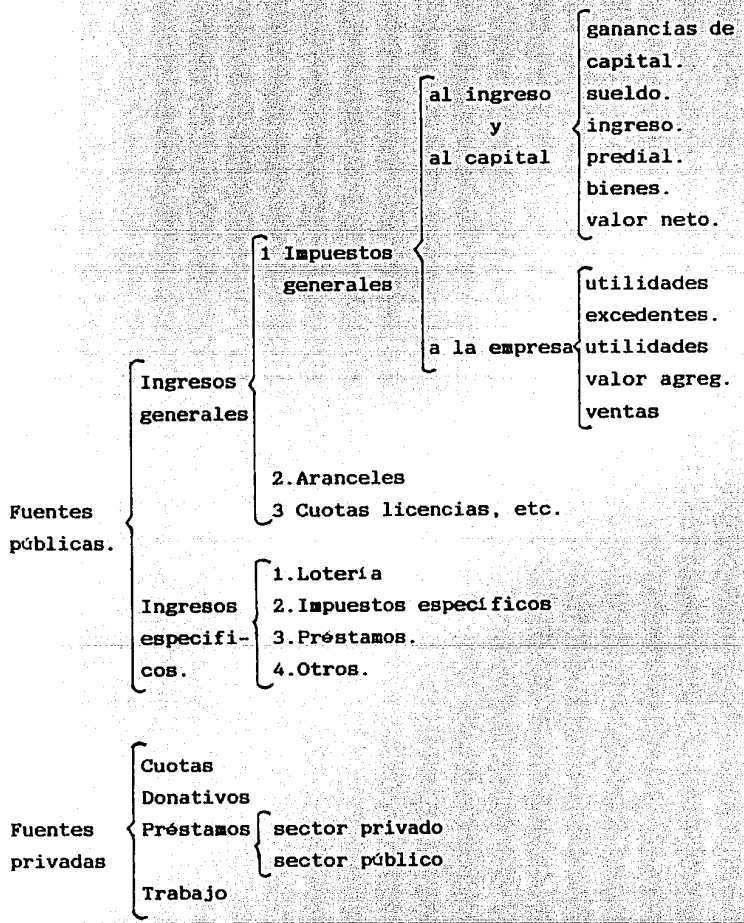 ganancias de
capital.
al ingreso
sueldo.
y
ingreso.
al capital
predial.
bienes.
valor neto.
1 Impuestos
generales
utilidades
excedentes.
a la empresa
utilidades
Ingresos
valor agreg.
generales
ventas
2.Aranceles
Fuentes
3 Cuotas licencias, etc.
públicas.
1.Lotería
Ingresos
2.Impuestos específicos
especifi-
3.Préstamos.
cos.
4.Otros.
Cuotas
Donativos
Fuentes
Préstamos
sector privado
privadas
sector público
Trabajo